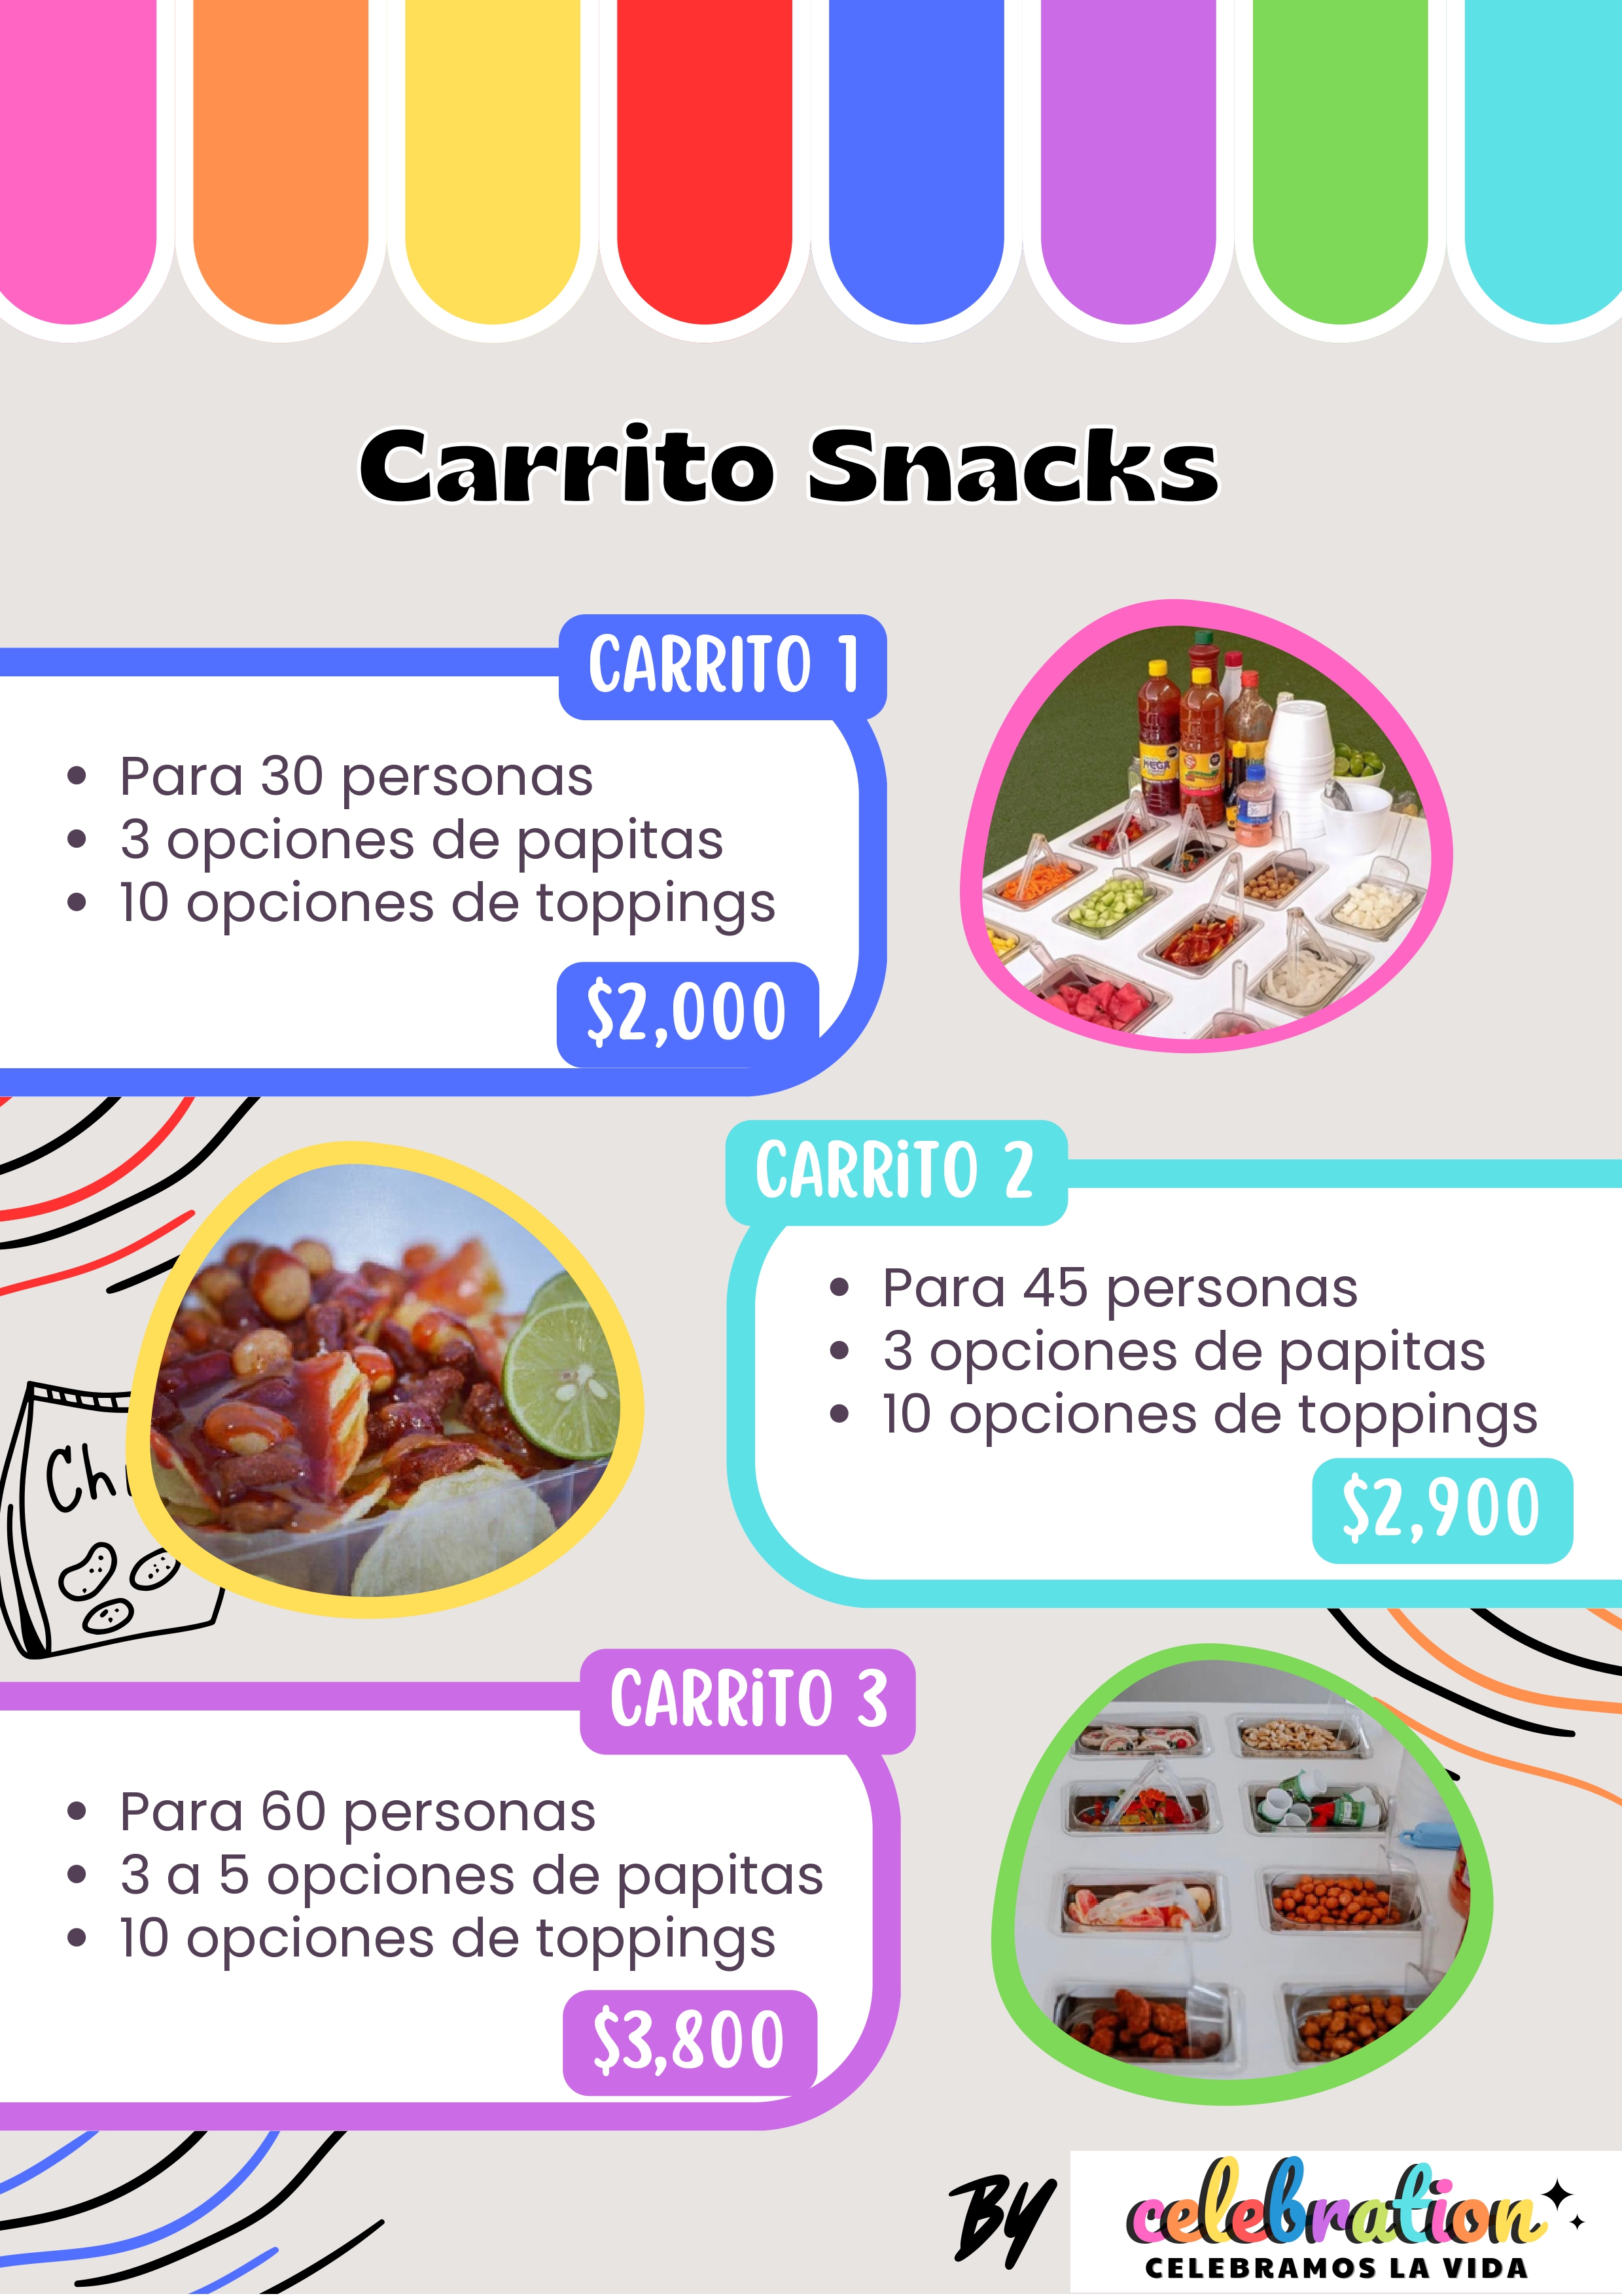 Carrito Snacks
CARRITO 1
• Para 30 personas
• 3 opciones de papitas
• 10 opciones de toppings
$2,000
CARRiTO 2
• Para 45 personas
• 3 opciones de papitas
• 10 opciones de toppings
$2,900
CARRiTO 3
• Para 60 personas
• 3 a 5 opciones de papitas
• 10 opciones de toppings
$3,800
BY
celebration
CELEBRAMOS LA VIDA